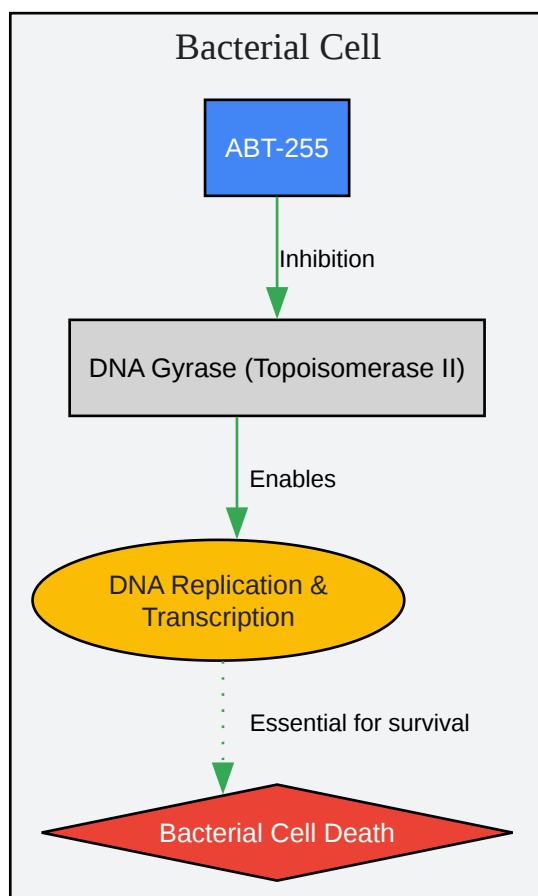 Bacterial Cell
ABT-255
Inhibition
DNA Gyrase (Topoisomerase II)
Enables
DNA Replication &
Transcription
Essential for survival
Bacterial Cell Death